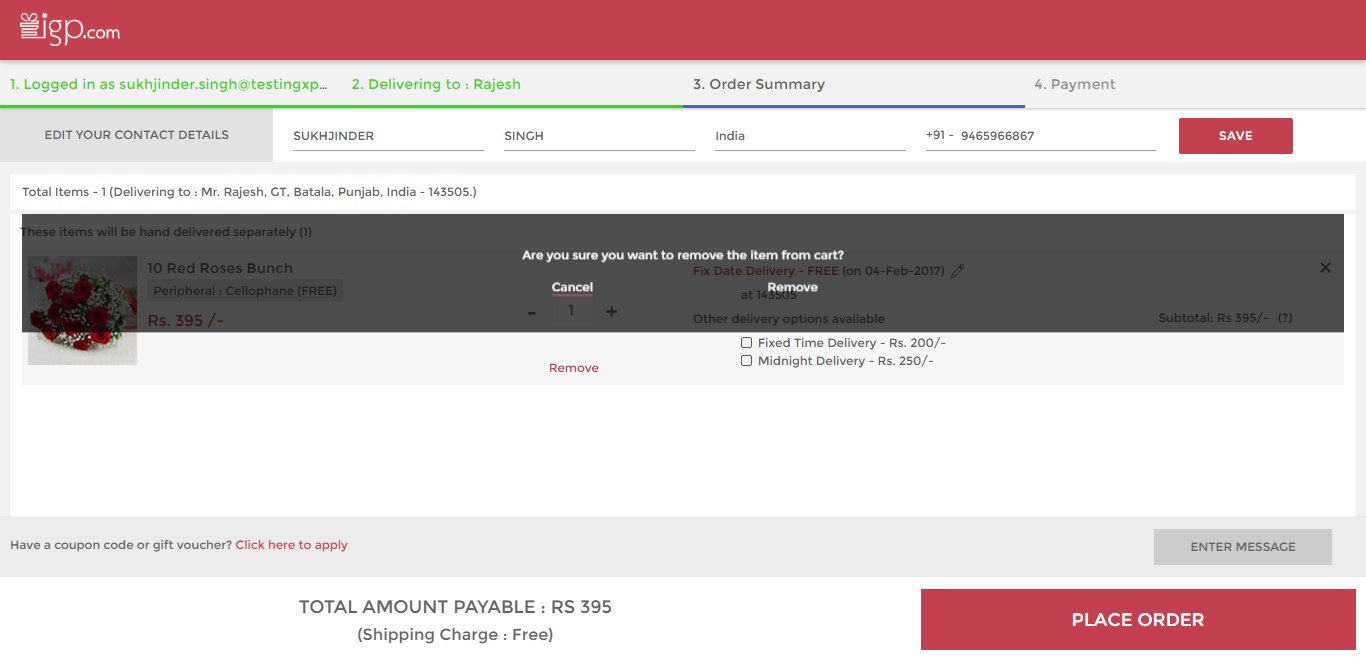 igp.com
1. Logged in as sukhjinder.singh@testingxp... 2. Delivering to : Rajesh 3. Order Summary 4. Payment
EDIT YOUR CONTACT DETAILS SUKHJINDER SINGH India +91 - 9465966867 SAVE
Total Items - 1 (Delivering to : Mr. Rajesh, GT, Batala, Punjab, India - 143505.)
These items will be hand delivered separately (1)
Are you sure you want to remove the item from cart?
Cancel Remove
10 Red Roses Bunch
Peripheral : Cellophane (FREE)
Rs. 395 /-
- 1 +
Remove
Fix Date Delivery - FREE (on 04-Feb-2017)
at 143505
Other delivery options available
Fixed Time Delivery - Rs. 200/-
Midnight Delivery - Rs. 250/-
Subtotal: Rs 395/- (?)
Have a coupon code or gift voucher? Click here to apply
ENTER MESSAGE
TOTAL AMOUNT PAYABLE : RS 395
(Shipping Charge : Free)
PLACE ORDER